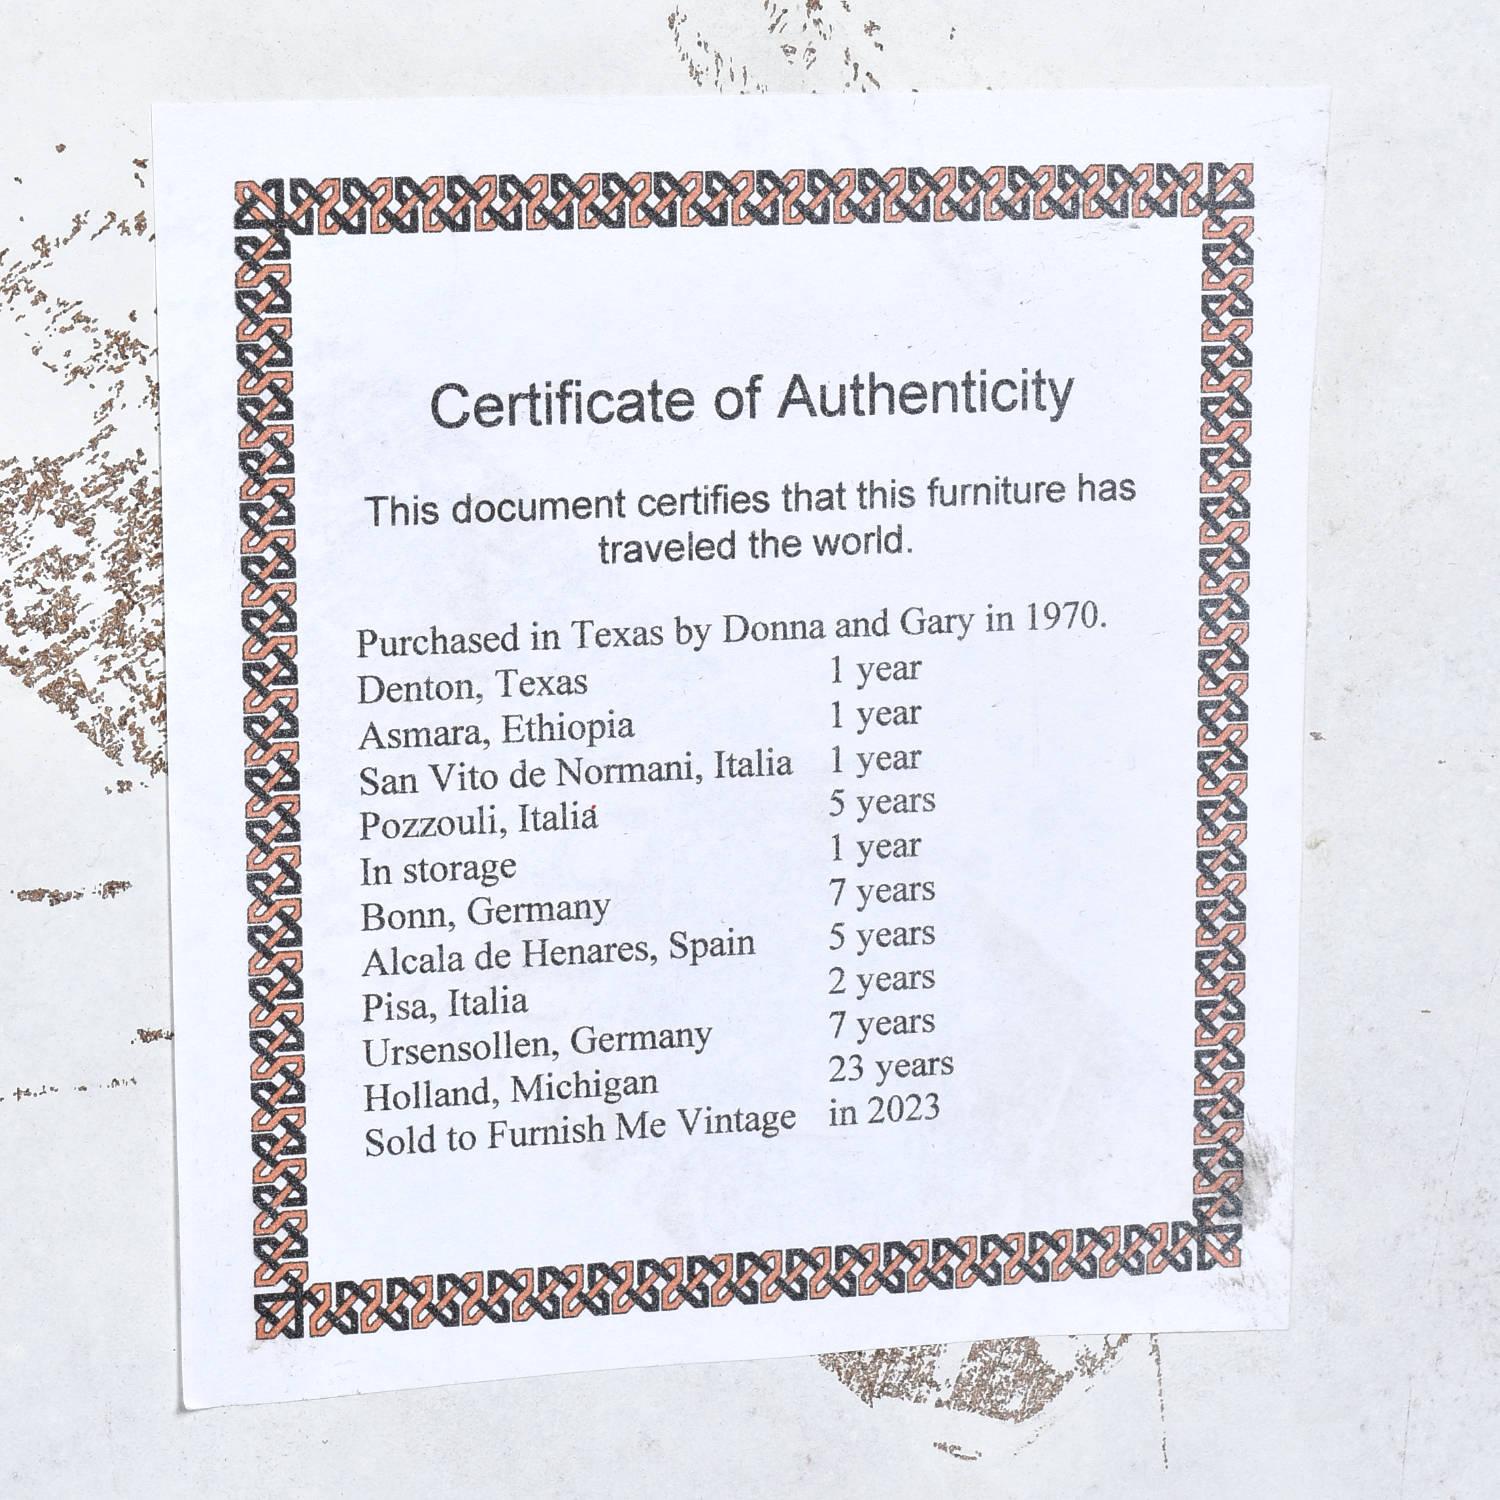 Certificate of Authenticity
This document certifies that this furniture has
traveled the world.
Purchased in Texas by Donna and Gary in 1970.
Denton, Texas 1 year
Asmara, Ethiopia 1 year
San Vito de Normani, Italia 1 year
Pozzouli, Italia 5 years
In storage 1 year
Bonn, Germany 7 years
Alcala de Henares, Spain 5 years
Pisa, Italia 2 years
Ursensollen, Germany 7 years
Holland, Michigan 23 years
Sold to Furnish Me Vintage in 2023